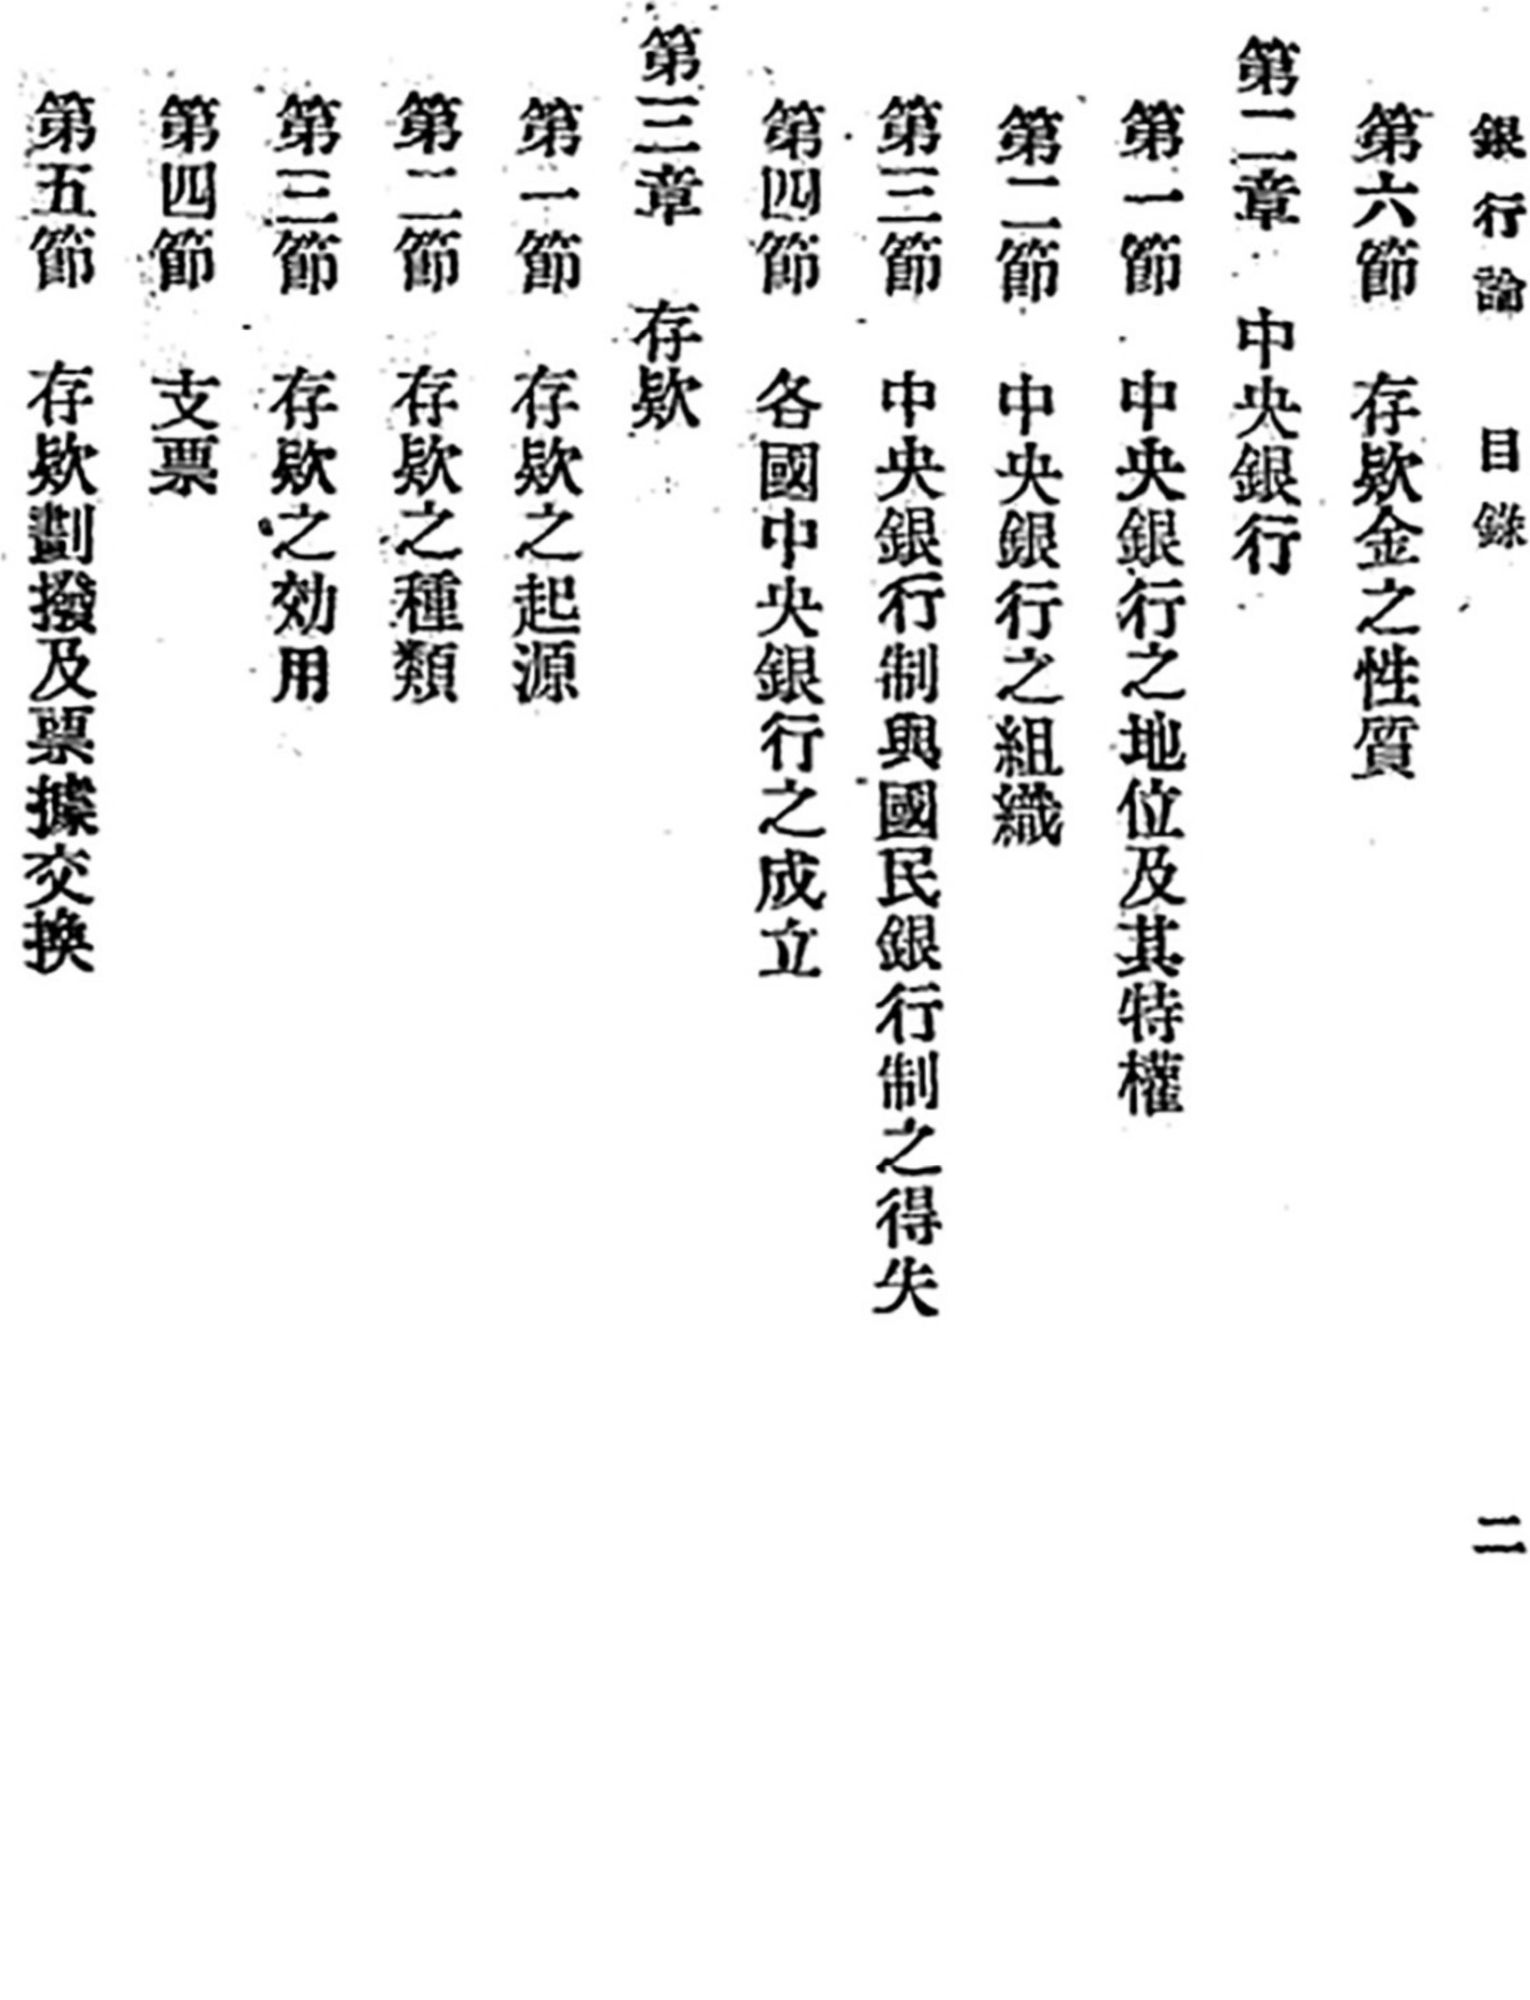 銀行論 目錄 二
第六節 存欵金之性質
第二章 中央銀行
第一節 中央銀行之地位及其特權
第二節 中央銀行之組織
第三節 中央銀行制與國民銀行制之得失
第四節 各國中央銀行之成立
第三章 存欵
第一節 存欵之起源
第二節 存欵之種類
第三節 存欵之効用
第四節 支票
第五節 存欵劃撥及票據交換